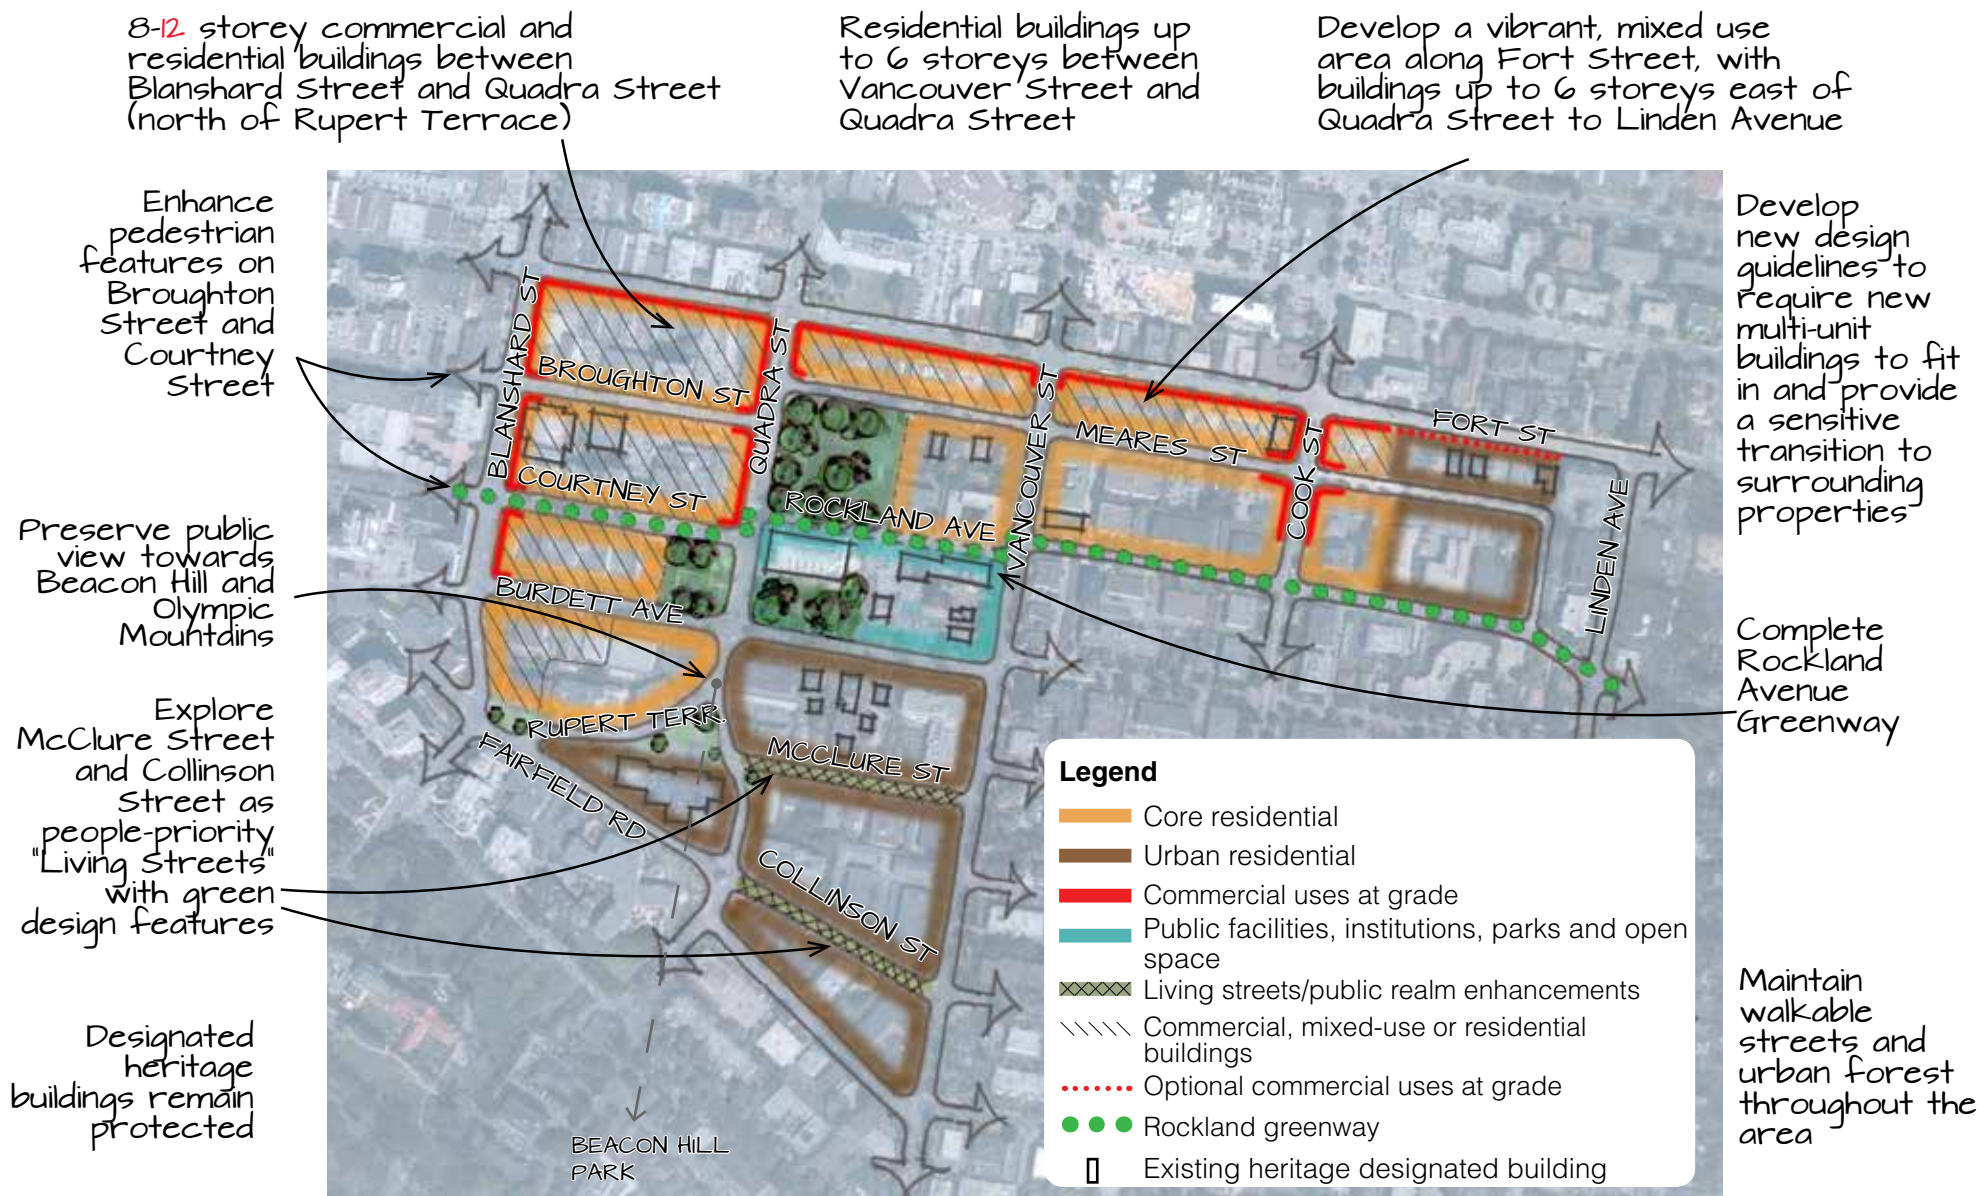 8-12 storey commercial and
residential buildings between
Blanshard Street and Quadra Street
(north of Rupert Terrace)
Residential buildings up
to 6 storeys between
Vancouver Street and
Quadra Street
Develop a vibrant, mixed use
area along Fort Street, with
buildings up to 6 storeys east of
Quadra Street to Linden Avenue
Enhance
pedestrian
features on
Broughton
Street and
Courtney
Street
Preserve public
view towards
Beacon Hill and
Olympic
Mountains
Explore
McClure Street
and Collinson
Street as
people-priority
"Living Streets"
with green
design features
Designated
heritage
buildings remain
protected
BLANSHARD ST
BROUGHTON ST
QUADRA ST
COURTNEY ST
ROCKLAND AVE
VANCOUVER ST
MEARES ST
COOK ST
FORT ST
LINDEN AVE
BURDETT AVE
RUPERT TERR.
FAIRFIELD RD
MCCLURE ST
COLLINSON ST
BEACON HILL
PARK
Develop
new design
guidelines to
require new
multi-unit
buildings to fit
in and provide
a sensitive
transition to
surrounding
properties
Complete
Rockland
Avenue
Greenway
Maintain
walkable
streets and
urban forest
throughout the
area
Legend
Core residential
Urban residential
Commercial uses at grade
Public facilities, institutions, parks and open
space
Living streets/public realm enhancements
Commercial, mixed-use or residential
buildings
Optional commercial uses at grade
Rockland greenway
Existing heritage designated building